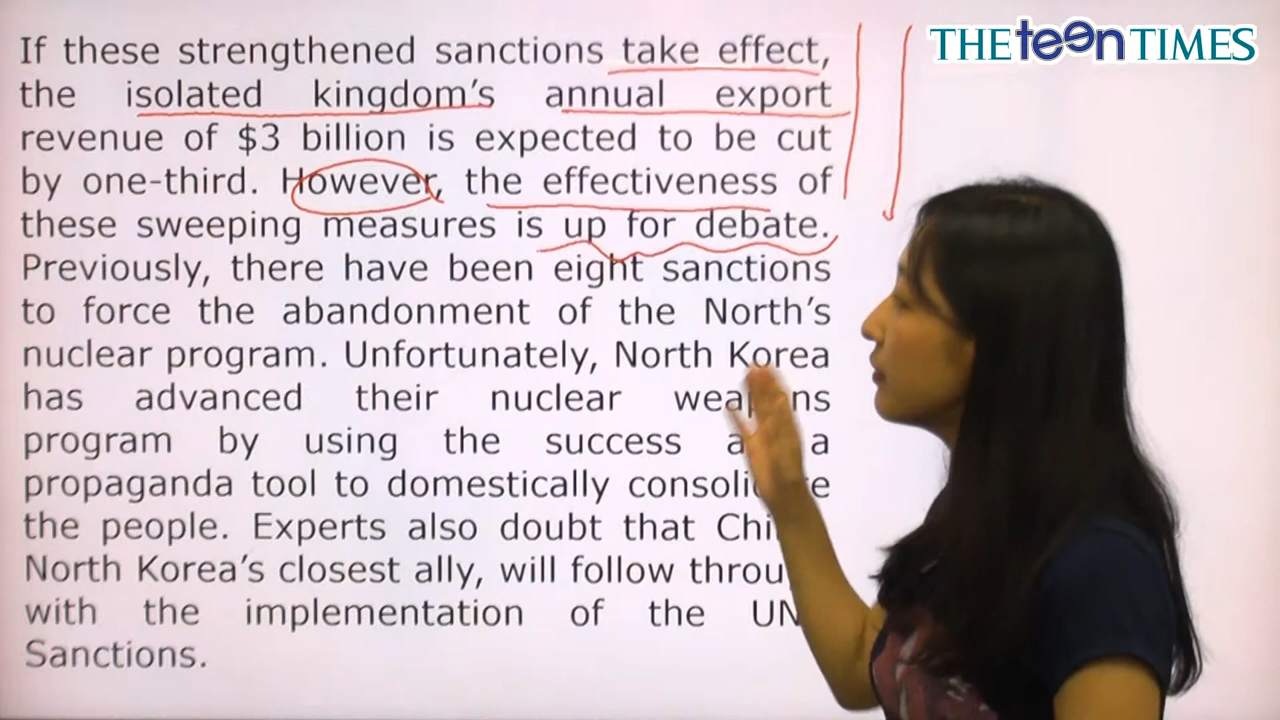 THE teen TIMES
If these strengthened sanctions take effect,
the isolated kingdom's annual export
revenue of $3 billion is expected to be cut
by one-third. However, the effectiveness of
these sweeping measures is up for debate.
Previously, there have been eight sanctions
to force the abandonment of the North's
nuclear program. Unfortunately, North Korea
has advanced their nuclear weapons
program by using the success a
propaganda tool to domestically consolidate
the people. Experts also doubt that
North Korea's closest ally, will follow
with the implementation of the
Sanctions.